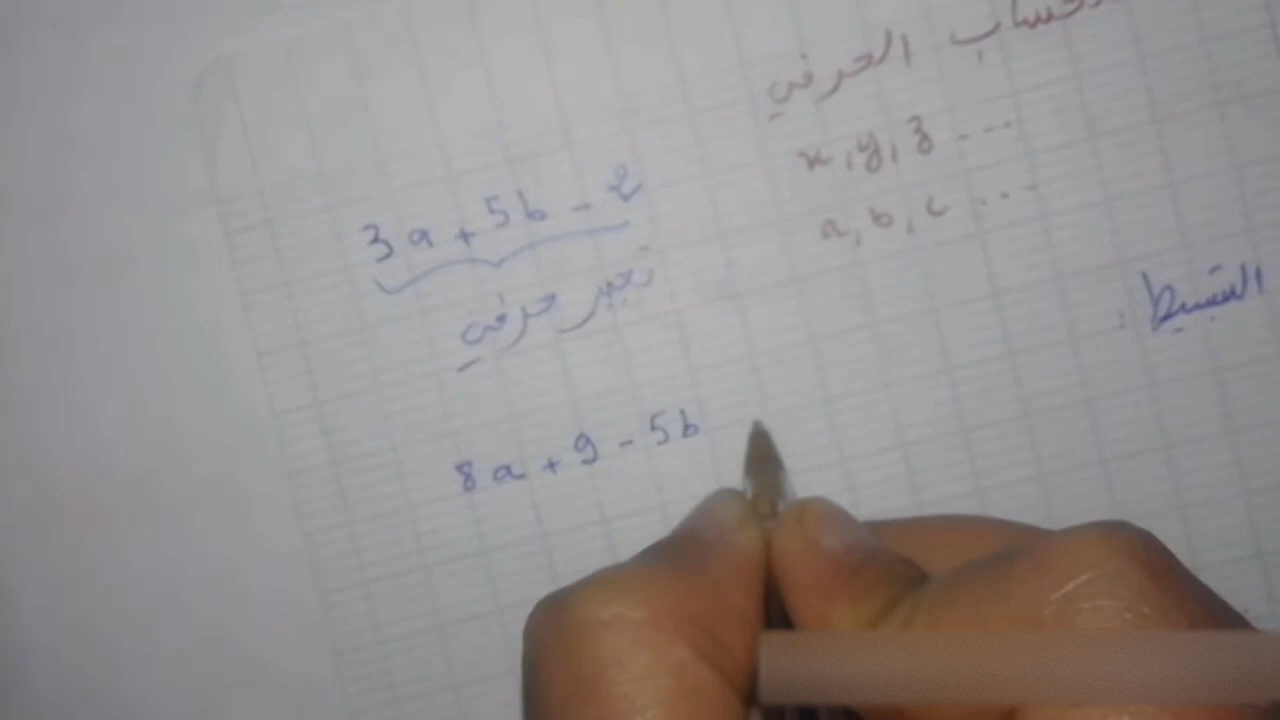 الحساب الحرفي
x, y, z ...
a, b, c ...
3a + 5b - 2
تعبير حرفي
التبسيط :
8a + 9 - 5b